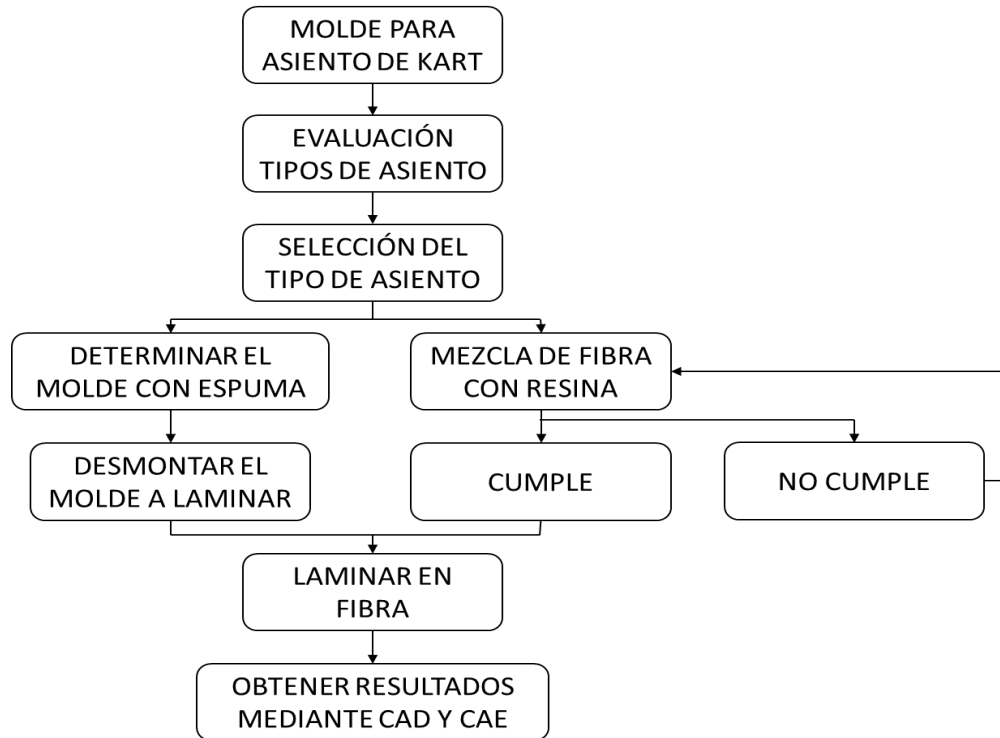 MOLDE PARA
ASIENTO DE KART
EVALUACIÓN
TIPOS DE ASIENTO
SELECCIÓN DEL
TIPO DE ASIENTO
DETERMINAR EL
MOLDE CON ESPUMA
MEZCLA DE FIBRA
CON RESINA
DESMONTAR EL
MOLDE A LAMINAR
CUMPLE
NO CUMPLE
LAMINAR EN
FIBRA
OBTENER RESULTADOS
MEDIANTE CAD Y CAE